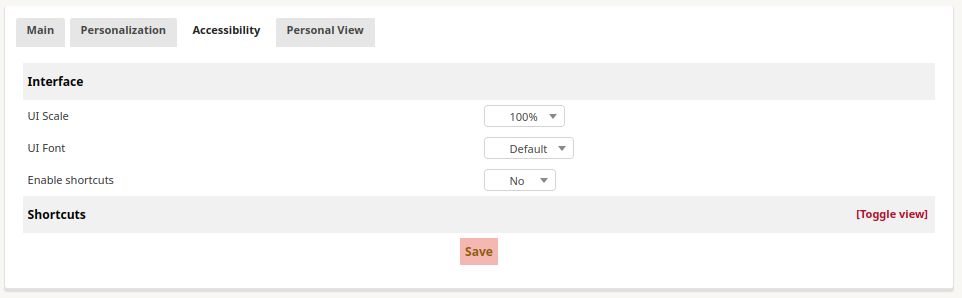 Main Personalization Accessibility Personal View
Interface
UI Scale 100%
UI Font Default
Enable shortcuts No
Shortcuts [Toggle view]
Save